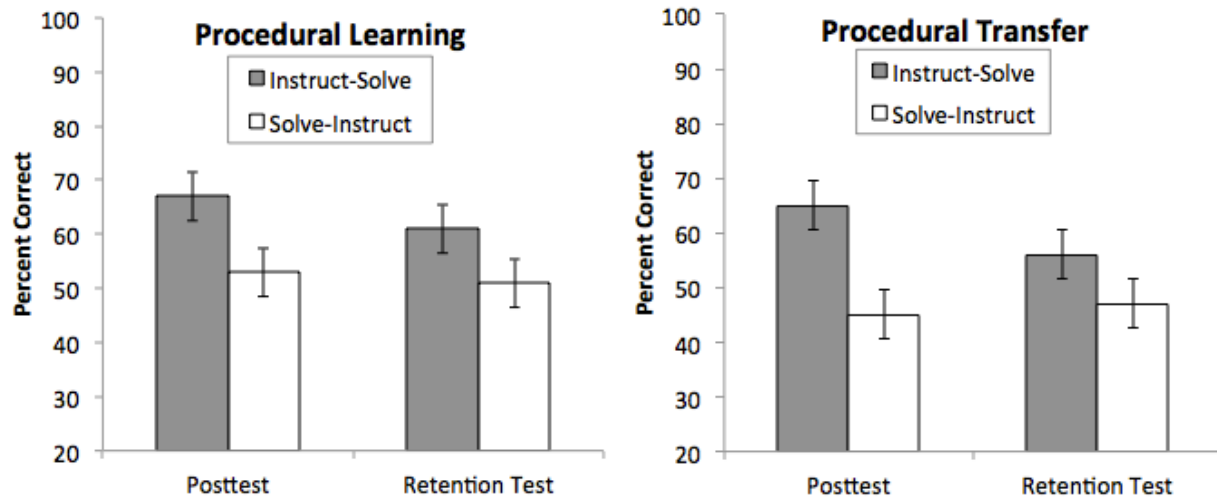 Procedural Learning
Instruct-Solve
Solve-Instruct
Percent Correct
100
90
80
70
60
50
40
30
20
Posttest
Retention Test
Procedural Transfer
Instruct-Solve
Solve-Instruct
Percent Correct
100
90
80
70
60
50
40
30
20
Posttest
Retention Test